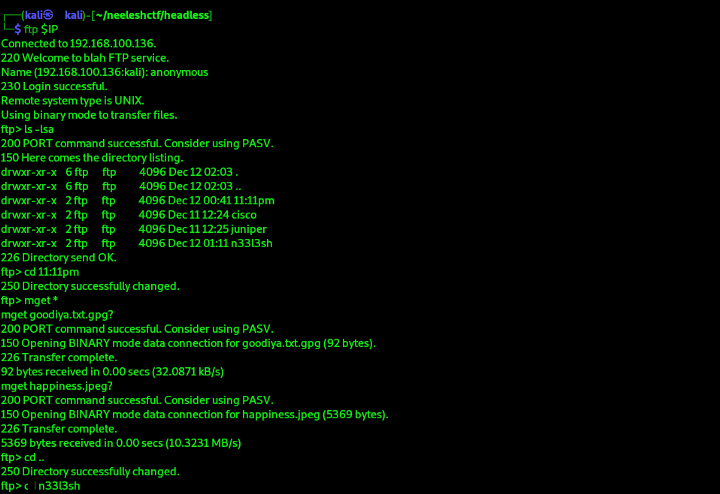 ┌──(kali㉿kali)-[~/neeleshctf/headless]
└─$ ftp $IP
Connected to 192.168.100.136.
220 Welcome to blah FTP service.
Name (192.168.100.136:kali): anonymous
230 Login successful.
Remote system type is UNIX.
Using binary mode to transfer files.
ftp> ls -lsa
200 PORT command successful. Consider using PASV.
150 Here comes the directory listing.
drwxr-xr-x 6 ftp ftp 4096 Dec 12 02:03 .
drwxr-xr-x 6 ftp ftp 4096 Dec 12 02:03 ..
drwxr-xr-x 2 ftp ftp 4096 Dec 12 00:41 11:11pm
drwxr-xr-x 2 ftp ftp 4096 Dec 11 12:24 cisco
drwxr-xr-x 2 ftp ftp 4096 Dec 11 12:25 juniper
drwxr-xr-x 2 ftp ftp 4096 Dec 12 01:11 n33l3sh
226 Directory send OK.
ftp> cd 11:11pm
250 Directory successfully changed.
ftp> mget *
mget goodiya.txt.gpg?
200 PORT command successful. Consider using PASV.
150 Opening BINARY mode data connection for goodiya.txt.gpg (92 bytes).
226 Transfer complete.
92 bytes received in 0.00 secs (32.0871 kB/s)
mget happiness.jpeg?
200 PORT command successful. Consider using PASV.
150 Opening BINARY mode data connection for happiness.jpeg (5369 bytes).
226 Transfer complete.
5369 bytes received in 0.00 secs (10.3231 MB/s)
ftp> cd ..
250 Directory successfully changed.
ftp> n33l3sh